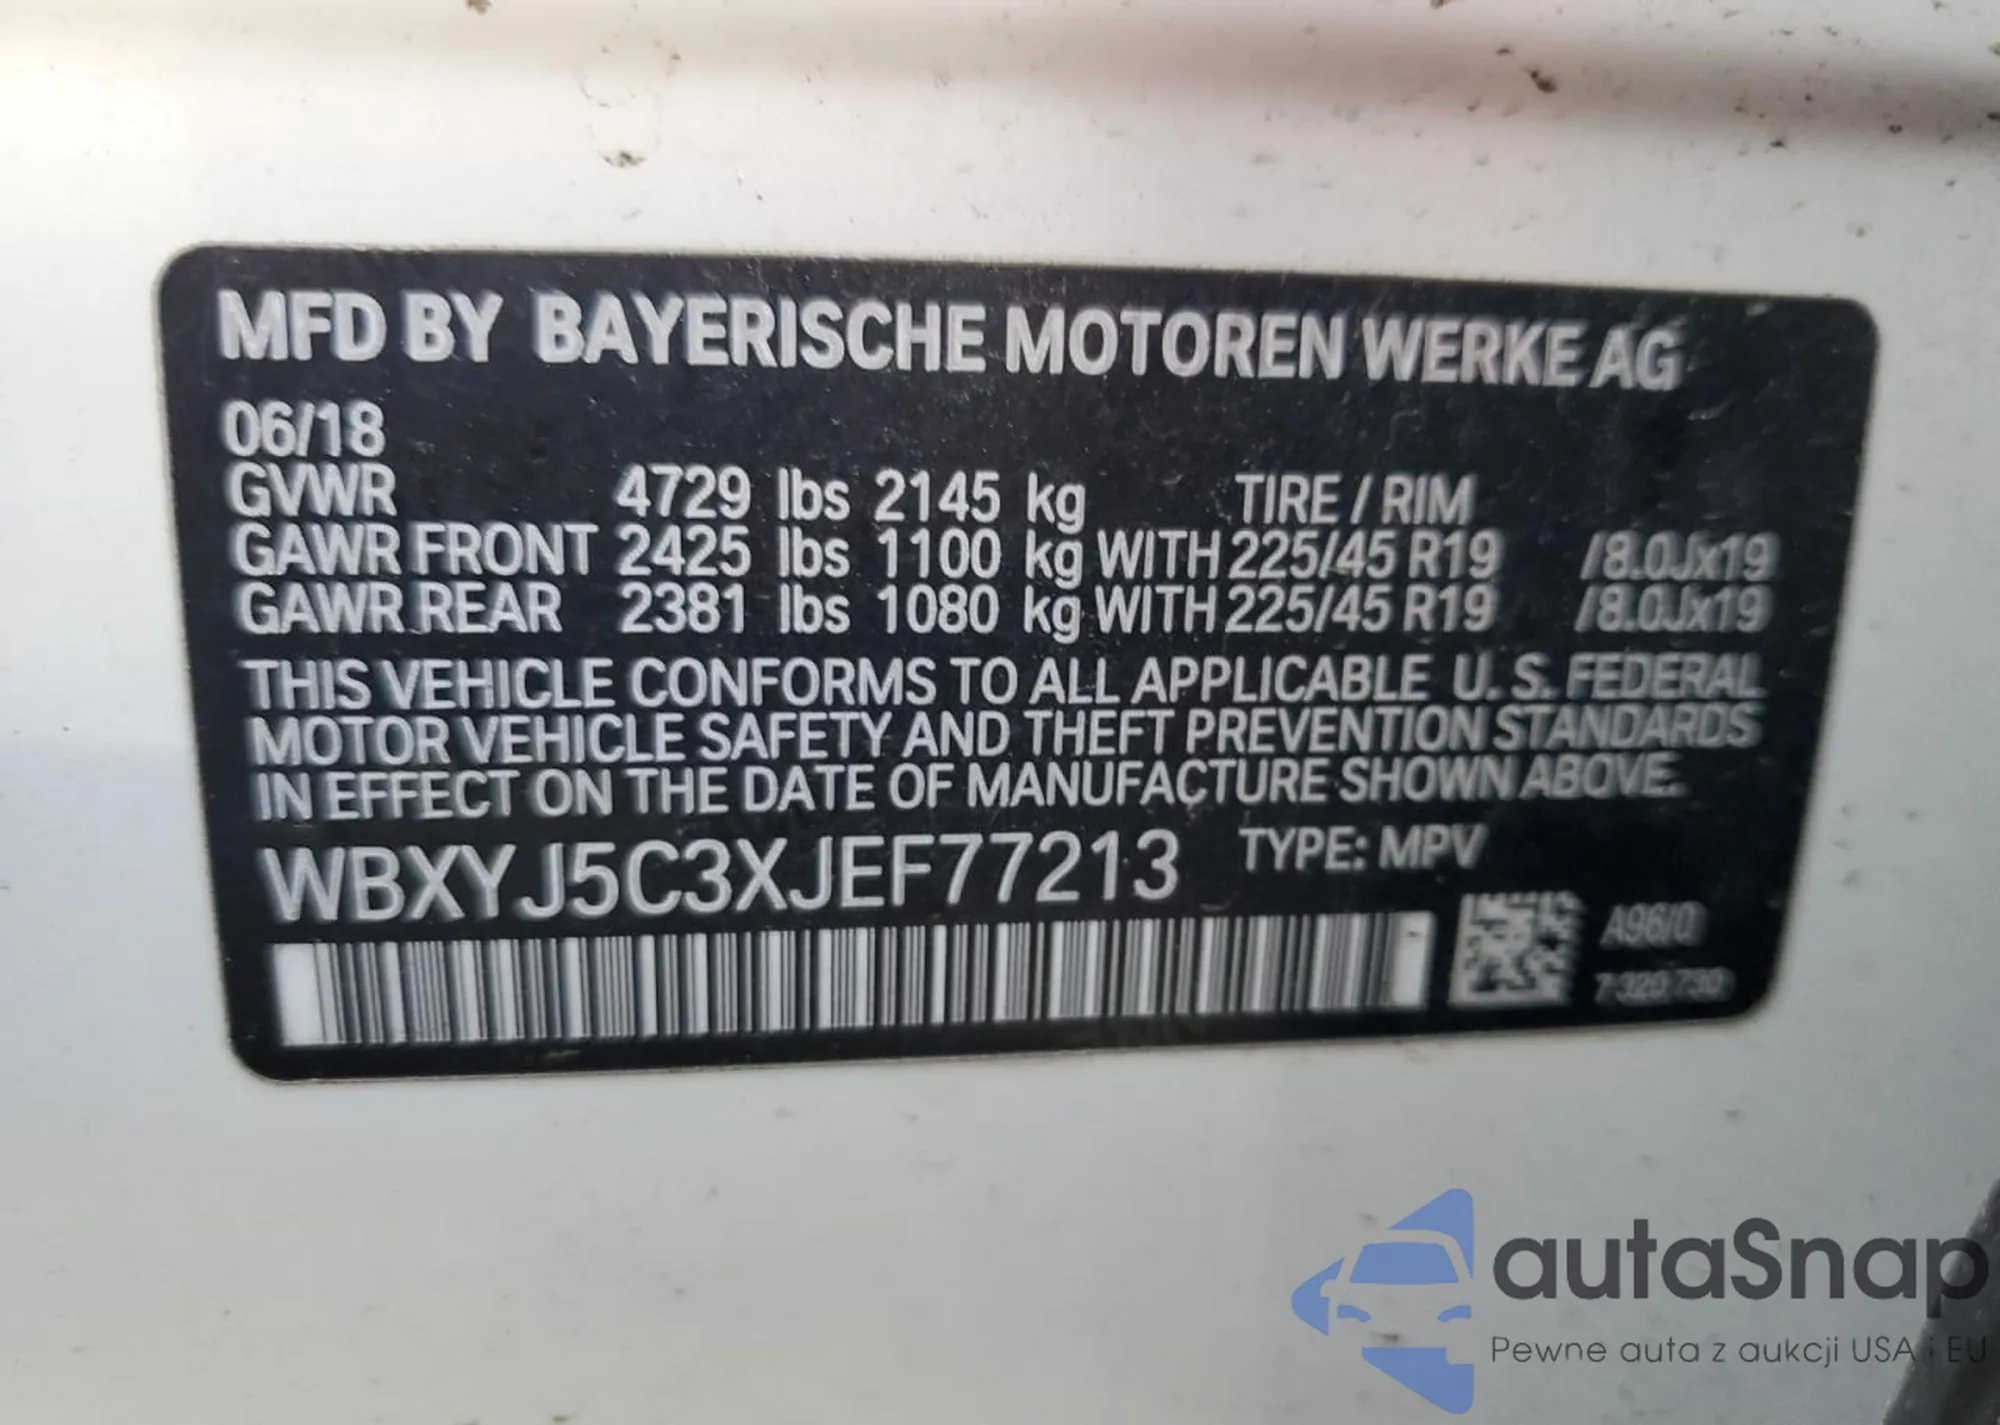 MFD BY BAYERISCHE MOTOREN WERKE AG
06/18
GVWR 4729 lbs 2145 kg TIRE / RIM
GAWR FRONT 2425 lbs 1100 kg WITH 225/45 R19 /8.0Jx19
GAWR REAR 2381 lbs 1080 kg WITH 225/45 R19 /8.0Jx19
THIS VEHICLE CONFORMS TO ALL APPLICABLE U. S. FEDERAL
MOTOR VEHICLE SAFETY AND THEFT PREVENTION STANDARDS
IN EFFECT ON THE DATE OF MANUFACTURE SHOWN ABOVE.
WBXYJ5C3XJEF77213 TYPE: MPV
A96/0
7 320 730
autaSnap
Pewne auta z aukcji USA i EU